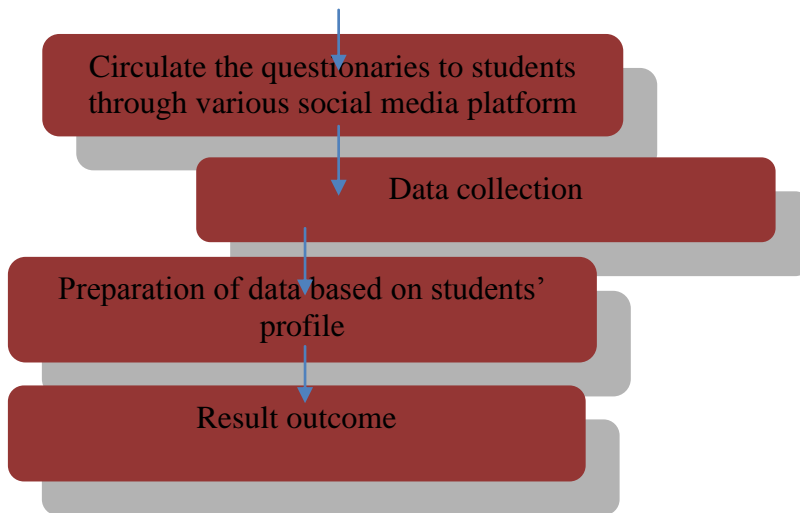 Circulate the questionaries to students
through various social media platform
Data collection
Preparation of data based on students’
profile
Result outcome